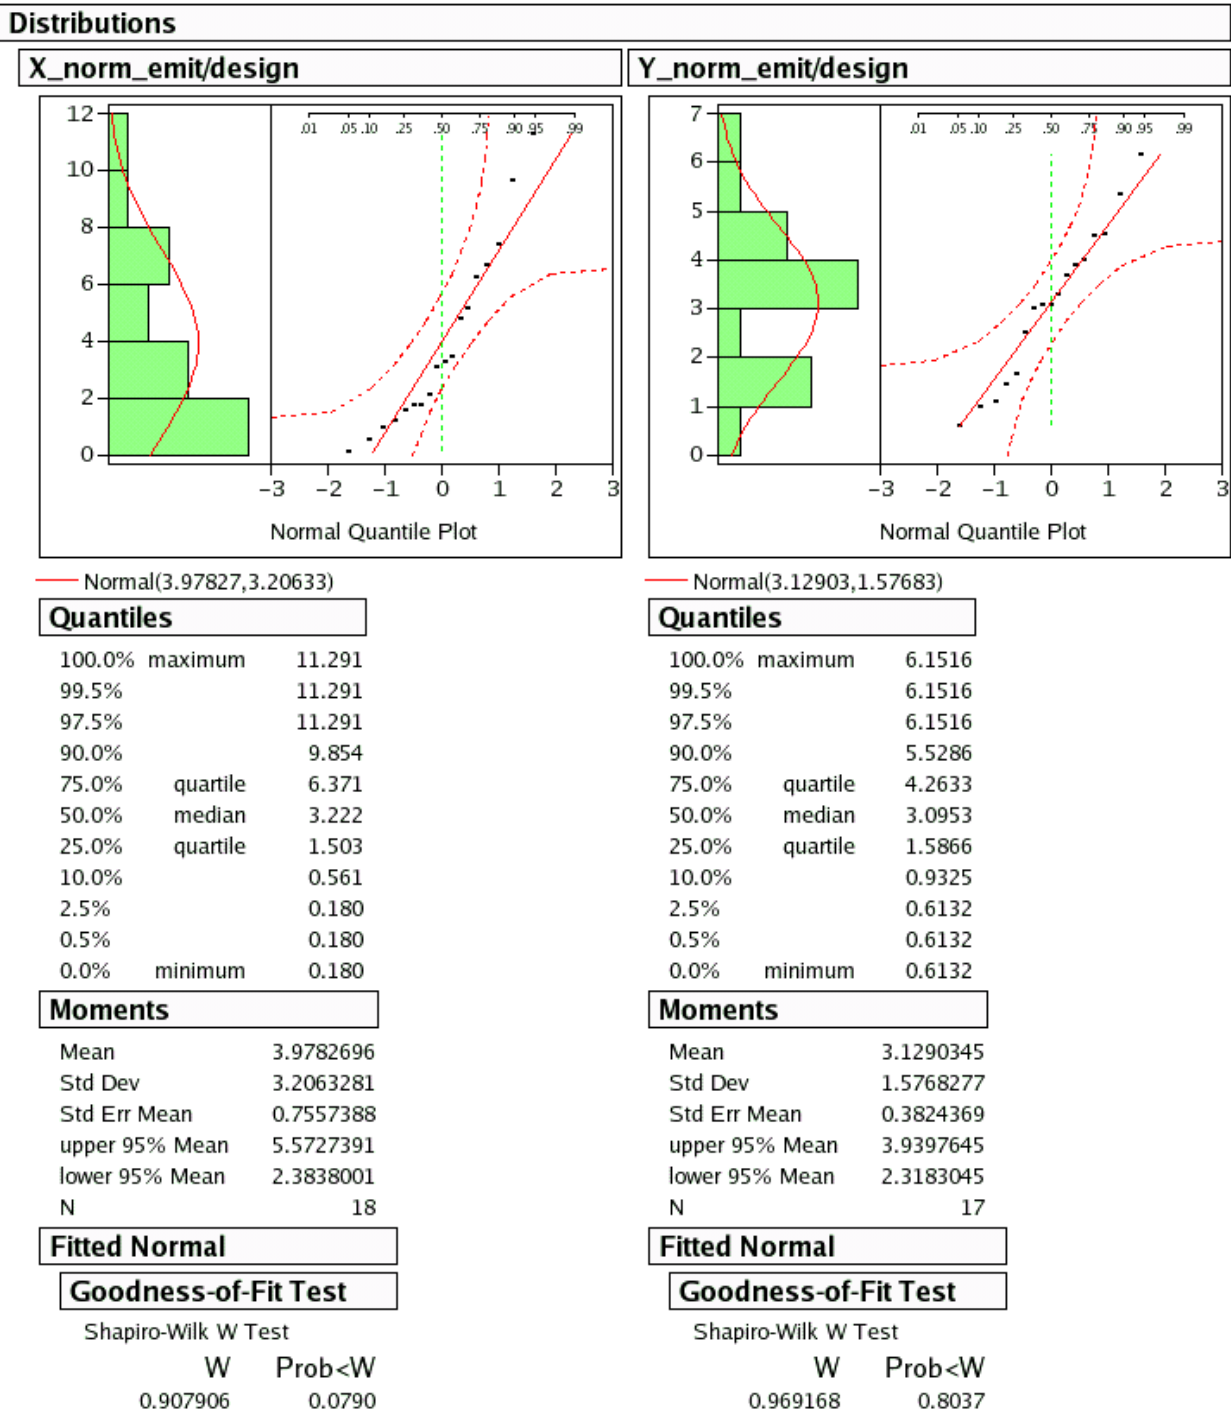 Distributions
X_norm_emit/design
12
10
8
6
4
2
0
.01 .05 .10 .25 .50 .75 .90 .95 .99
-3 -2 -1 0 1 2 3
Normal Quantile Plot
Normal(3.97827,3.20633)
Quantiles
100.0% maximum 11.291
99.5% 11.291
97.5% 11.291
90.0% 9.854
75.0% quartile 6.371
50.0% median 3.222
25.0% quartile 1.503
10.0% 0.561
2.5% 0.180
0.5% 0.180
0.0% minimum 0.180
Moments
Mean 3.9782696
Std Dev 3.2063281
Std Err Mean 0.7557388
upper 95% Mean 5.5727391
lower 95% Mean 2.3838001
N 18
Fitted Normal
Goodness-of-Fit Test
Shapiro-Wilk W Test
W Prob<W
0.907906 0.0790
Y_norm_emit/design
7
6
5
4
3
2
1
0
.01 .05 .10 .25 .50 .75 .90 .95 .99
-3 -2 -1 0 1 2 3
Normal Quantile Plot
Normal(3.12903,1.57683)
Quantiles
100.0% maximum 6.1516
99.5% 6.1516
97.5% 6.1516
90.0% 5.5286
75.0% quartile 4.2633
50.0% median 3.0953
25.0% quartile 1.5866
10.0% 0.9325
2.5% 0.6132
0.5% 0.6132
0.0% minimum 0.6132
Moments
Mean 3.1290345
Std Dev 1.5768277
Std Err Mean 0.3824369
upper 95% Mean 3.9397645
lower 95% Mean 2.3183045
N 17
Fitted Normal
Goodness-of-Fit Test
Shapiro-Wilk W Test
W Prob<W
0.969168 0.8037